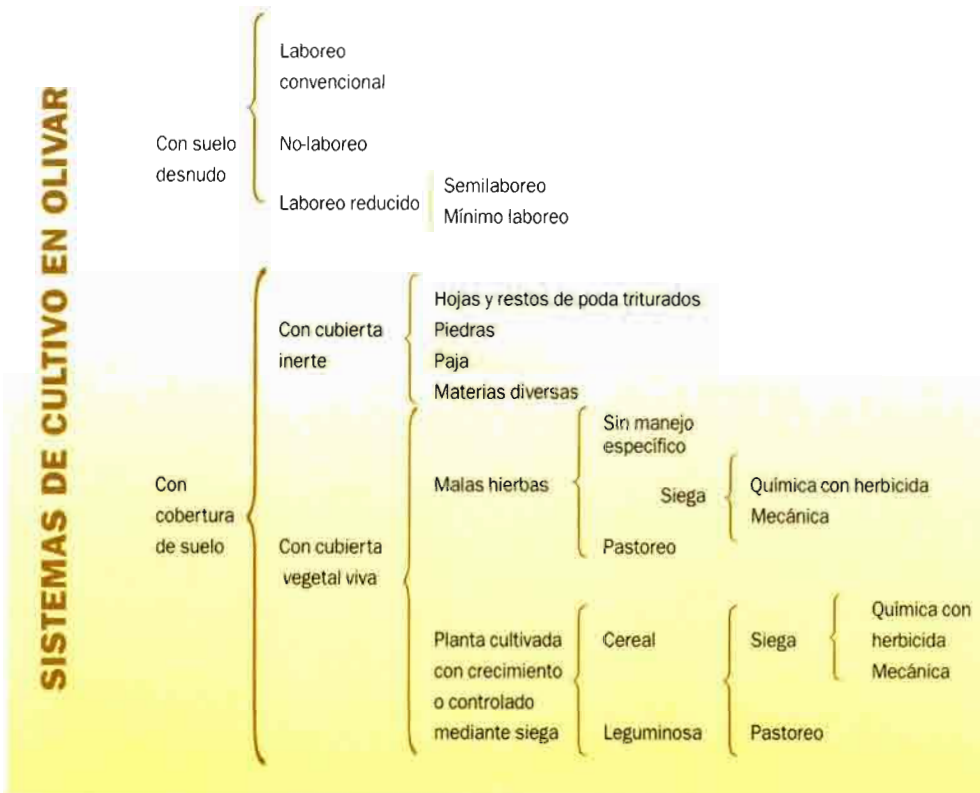 SISTEMAS DE CULTIVO EN OLIVAR
Con suelo
desnudo
Laboreo
convencional
No-laboreo
Laboreo reducido
Semilaboreo
Mínimo laboreo
Con
cobertura
de suelo
Con cubierta
inerte
Hojas y restos de poda triturados
Piedras
Paja
Materias diversas
Con cubierta
vegetal viva
Malas hierbas
Sin manejo
específico
Siega
Química con herbicida
Mecánica
Pastoreo
Planta cultivada
con crecimiento
o controlado
mediante siega
Cereal
Leguminosa
Siega
Química con
herbicida
Mecánica
Pastoreo